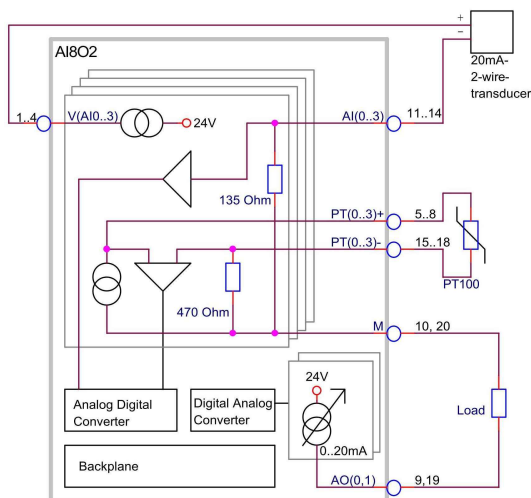 +
−
20mA-
2-wire-
transducer
AI8O2
1..4
V(AI0..3)
24V
AI(0..3)
11..14
135 Ohm
PT(0..3)+
5..8
PT(0..3)-
15..18
PT100
470 Ohm
M
10, 20
24V
Analog Digital
Converter
Digital Analog
Converter
Load
0..20mA
Backplane
AO(0,1)
9,19